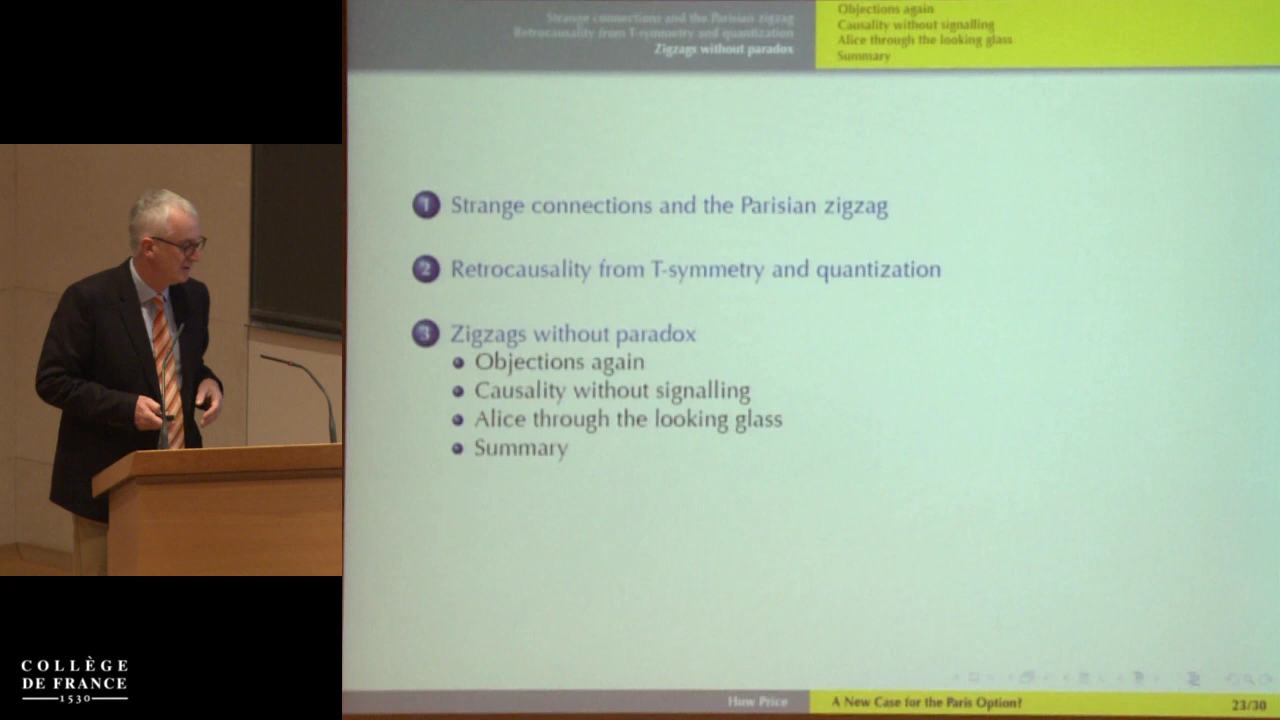 Strange connections and the Parisian zigzag
Retrocausality from T-symmetry and quantization
Zigzags without paradox
Objections again
Causality without signalling
Alice through the looking glass
Summary
1 Strange connections and the Parisian zigzag
2 Retrocausality from T-symmetry and quantization
3 Zigzags without paradox
Objections again
Causality without signalling
Alice through the looking glass
Summary
Huw Price
A New Case for the Paris Option?
23/30
COLLÈGE
DE FRANCE
1530